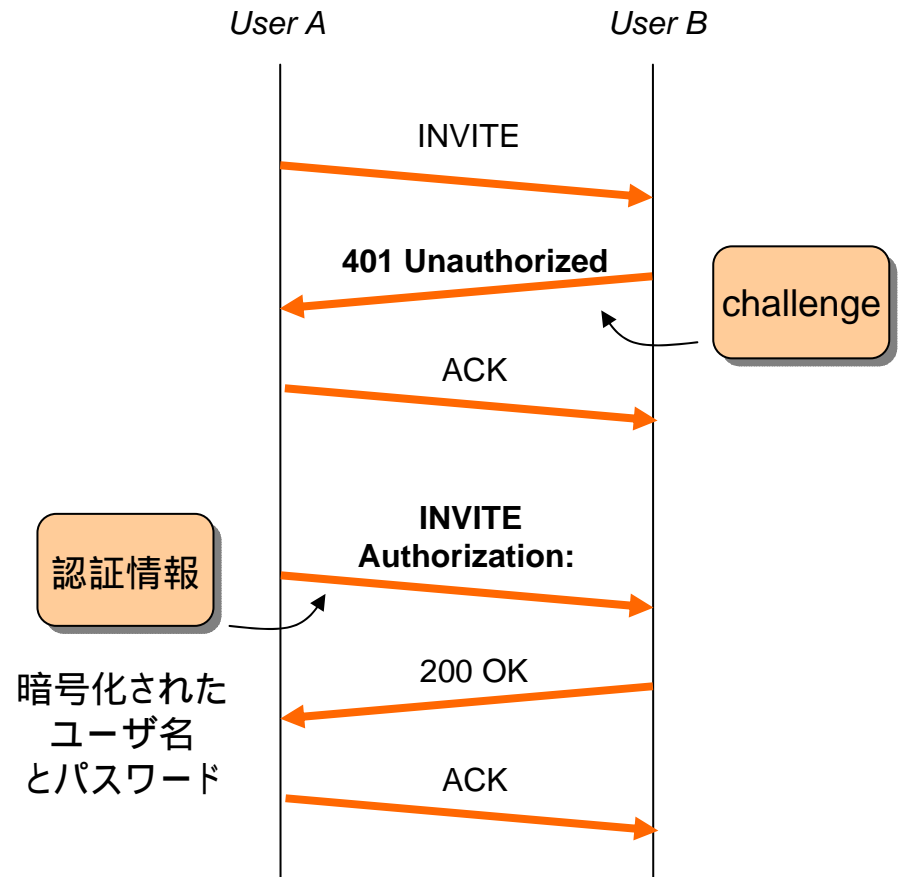 User A
User B
INVITE
401 Unauthorized
challenge
ACK
INVITE
Authorization:
認証情報
200 OK
暗号化された
ユーザ名
とパスワード
ACK